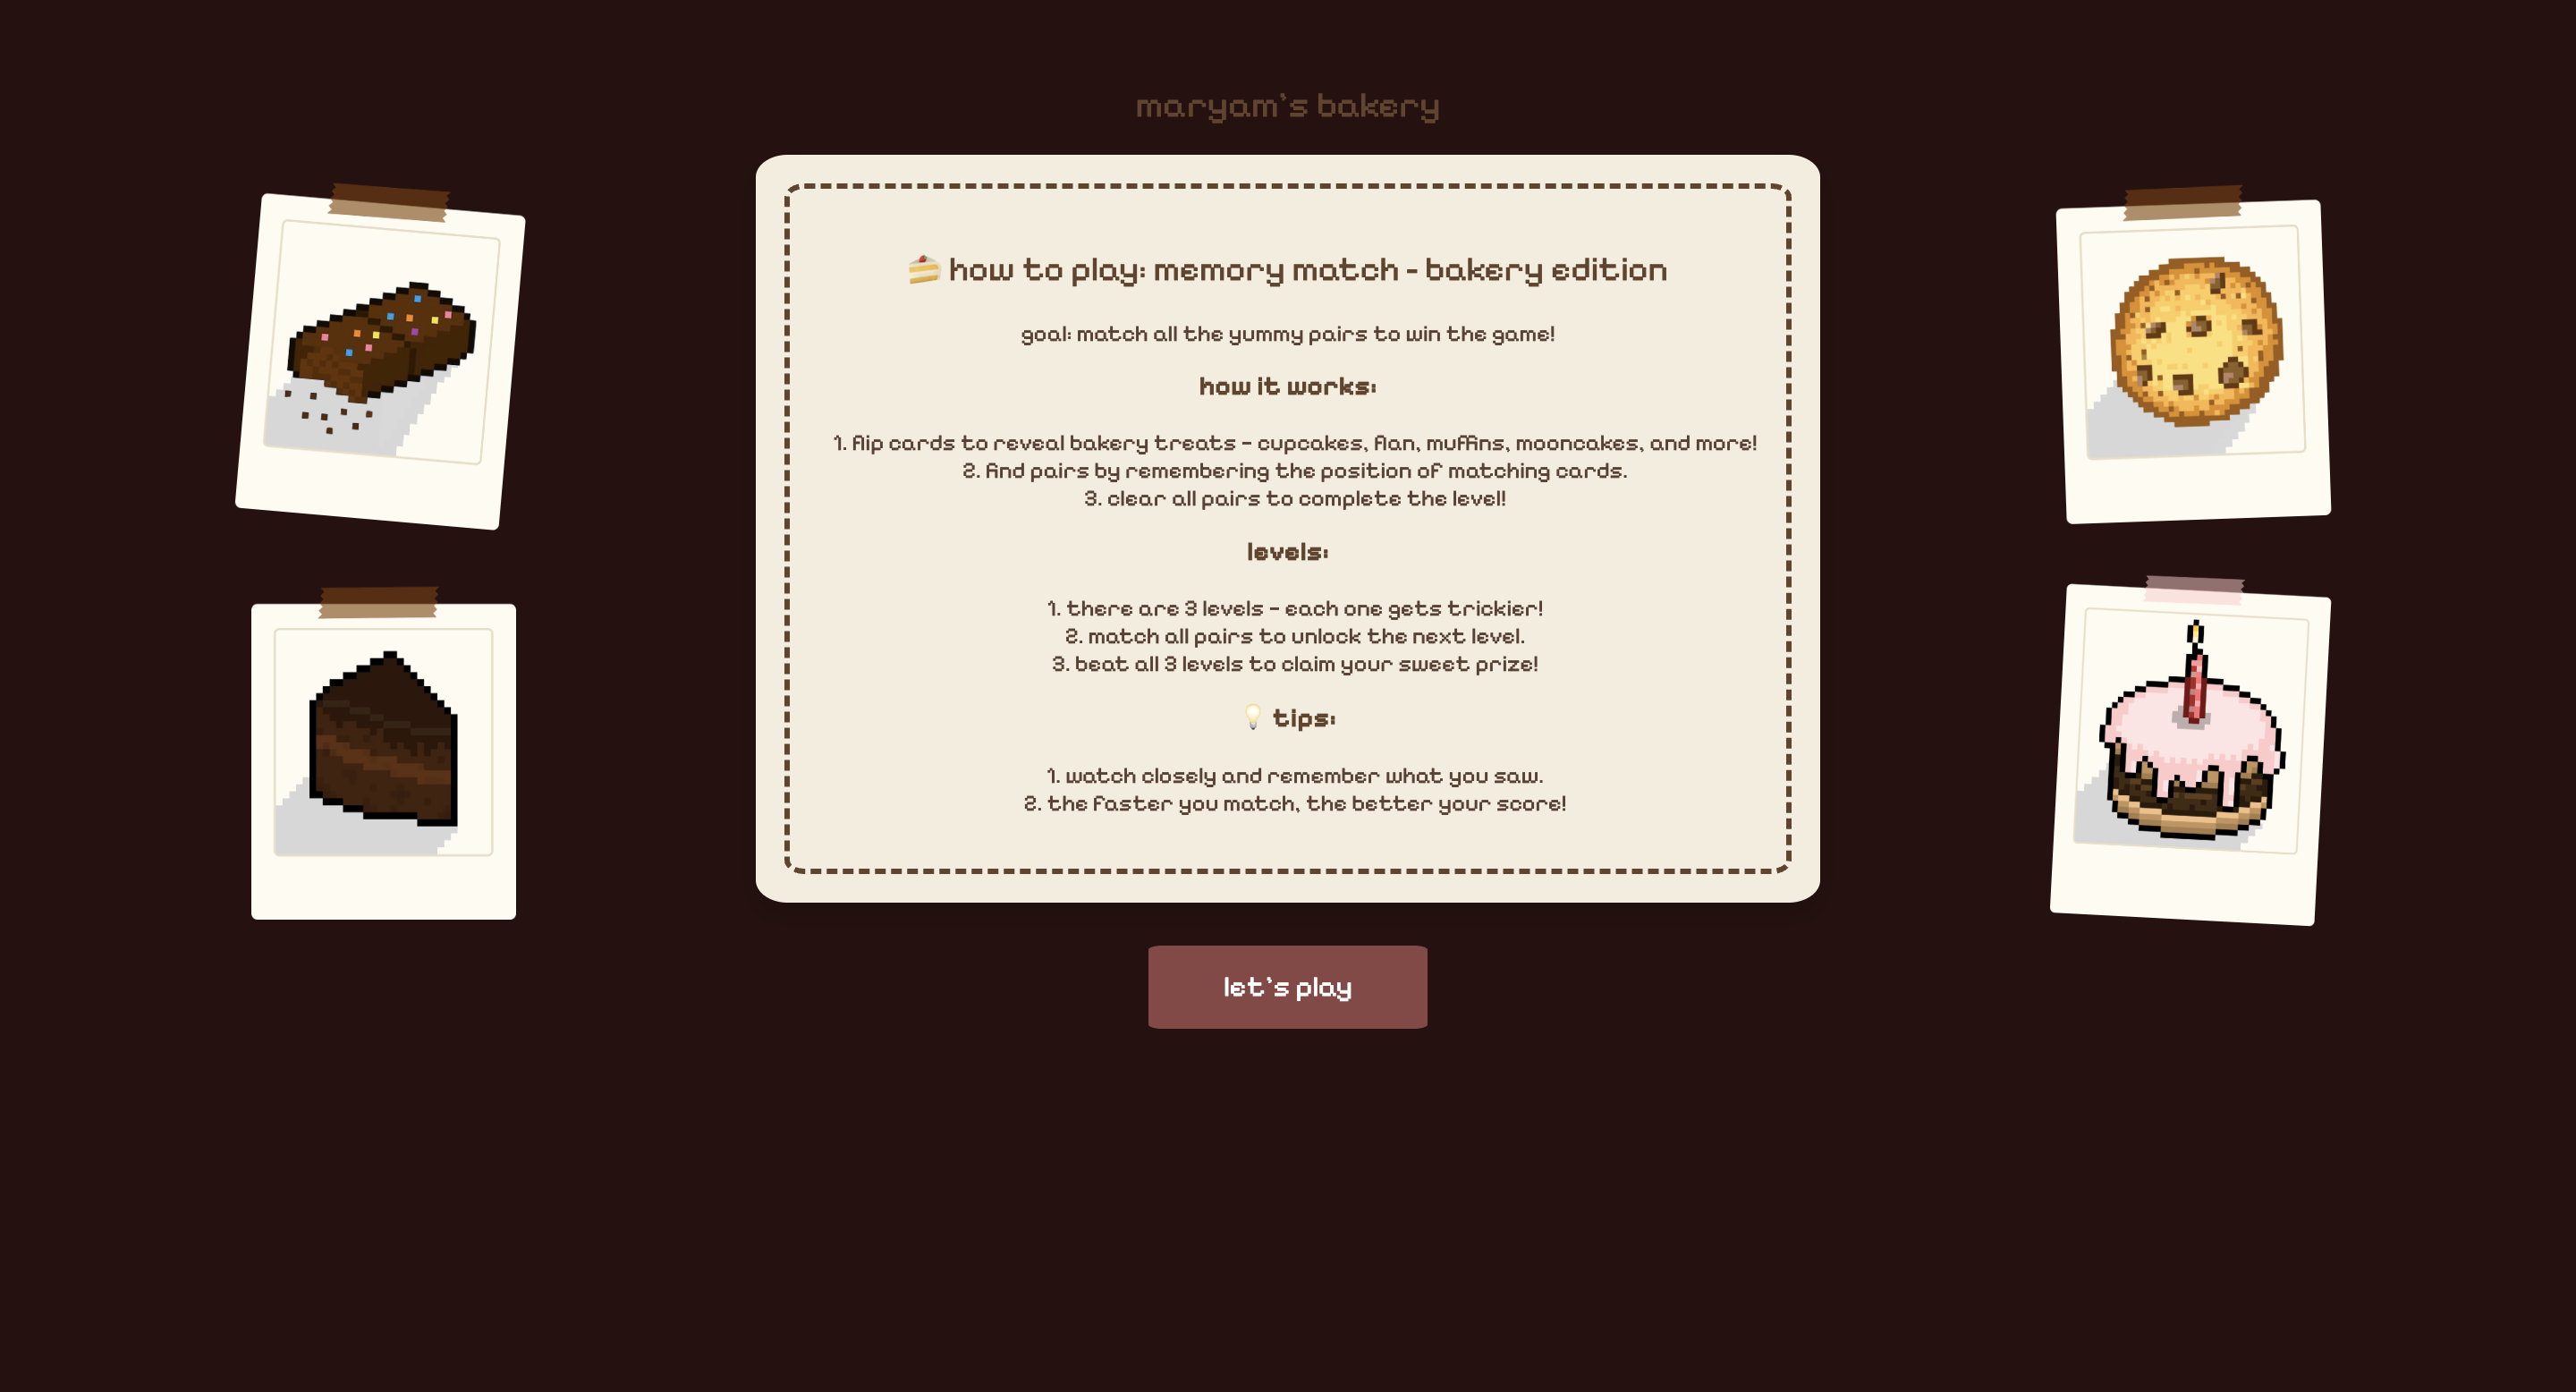 maryam's bakery
🍰 how to play: memory match - bakery edition
goal: match all the yummy pairs to win the game!
how it works:
1. flip cards to reveal bakery treats - cupcakes, flan, muffins, mooncakes, and more!
2. find pairs by remembering the position of matching cards.
3. clear all pairs to complete the level!
levels:
1. there are 3 levels - each one gets trickier!
2. match all pairs to unlock the next level.
3. beat all 3 levels to claim your sweet prize!
💡 tips:
1. watch closely and remember what you saw.
2. the faster you match, the better your score!
let's play